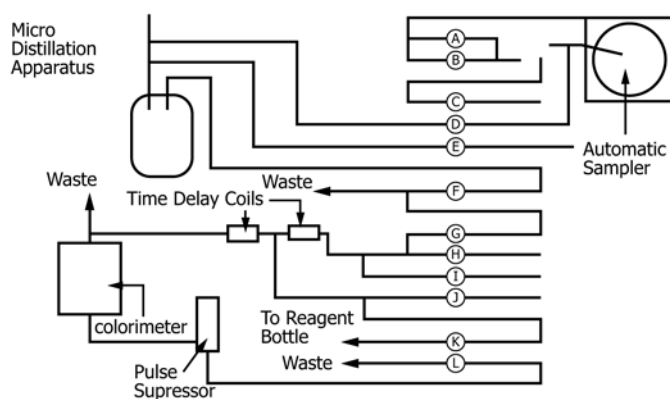 Micro
Distillation
Apparatus
A
B
C
D
E
Automatic
Sampler
Waste
Time Delay Coils
Waste
F
G
H
I
J
colorimeter
To Reagent
Bottle
K
Waste
L
Pulse
Supressor